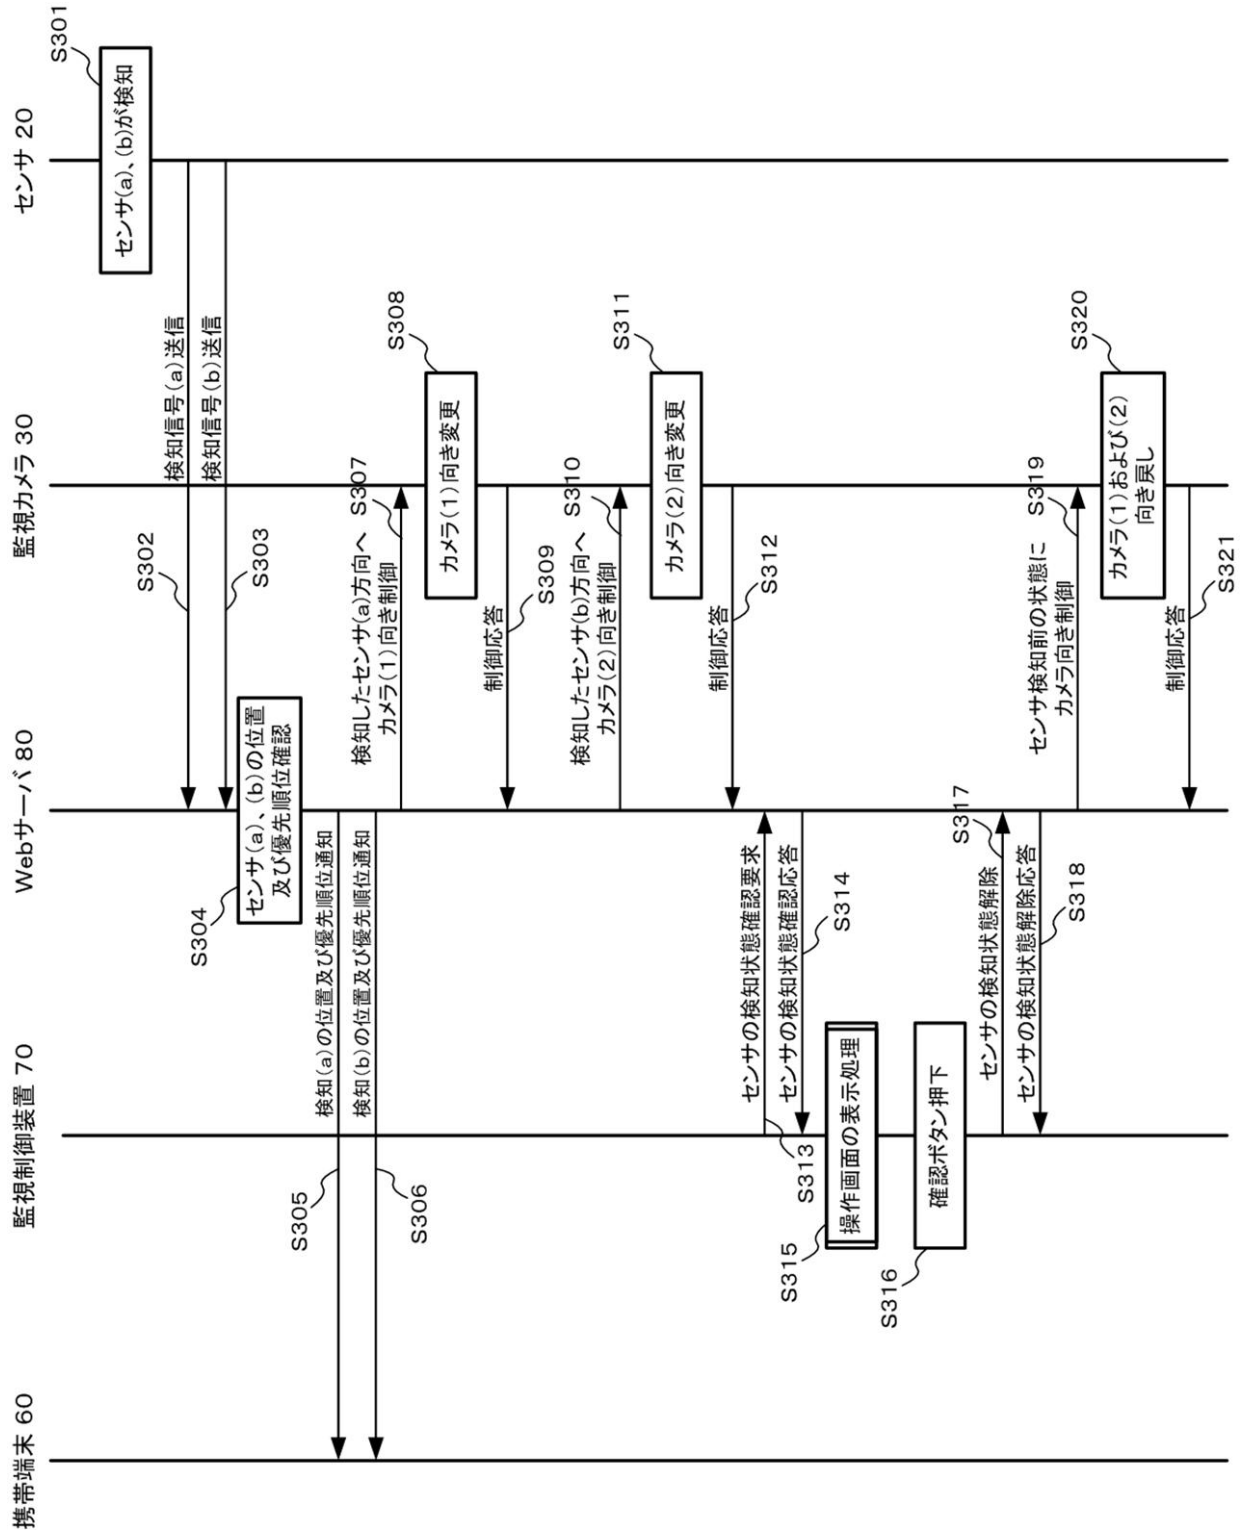 携帯端末 60
監視制御装置 70
Webサーバ 80
監視カメラ 30
センサ 20
S301
センサ(a)、(b)が検知
検知信号(a)送信
S302
検知信号(b)送信
S303
S304
センサ(a)、(b)の位置
及び優先順位確認
検知(a)の位置及び優先順位通知
S305
検知(b)の位置及び優先順位通知
S306
検知したセンサ(a)方向へ
カメラ(1)向き制御
S307
S308
カメラ(1)向き変更
制御応答
S309
検知したセンサ(b)方向へ
カメラ(2)向き制御
S310
S311
カメラ(2)向き変更
制御応答
S312
センサの検知状態確認要求
S313
センサの検知状態確認応答
S314
S315
操作画面の表示処理
S316
確認ボタン押下
センサの検知状態解除
S317
センサの検知状態解除応答
S318
センサ検知前の状態に
カメラ向き制御
S319
S320
カメラ(1)および(2)
向き戻し
制御応答
S321